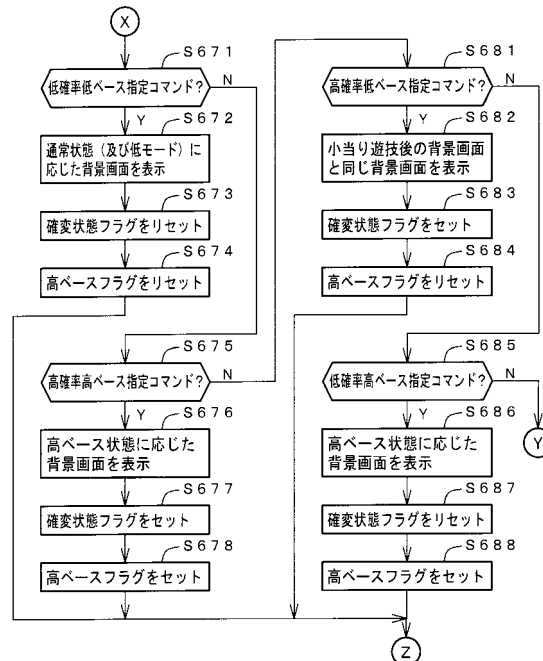 X
S671
低確率低ベース指定コマンド?
N
Y
S672
通常状態(及び低モード)に
応じた背景画面を表示
S673
確変状態フラグをリセット
S674
高ベースフラグをリセット
S675
高確率高ベース指定コマンド?
N
Y
S676
高ベース状態に応じた
背景画面を表示
S677
確変状態フラグをセット
S678
高ベースフラグをセット
S681
高確率低ベース指定コマンド?
N
Y
S682
小当り遊技後の背景画面
と同じ背景画面を表示
S683
確変状態フラグをセット
S684
高ベースフラグをリセット
S685
低確率高ベース指定コマンド?
N
Y
Y
S686
高ベース状態に応じた
背景画面を表示
S687
確変状態フラグをリセット
S688
高ベースフラグをセット
Z